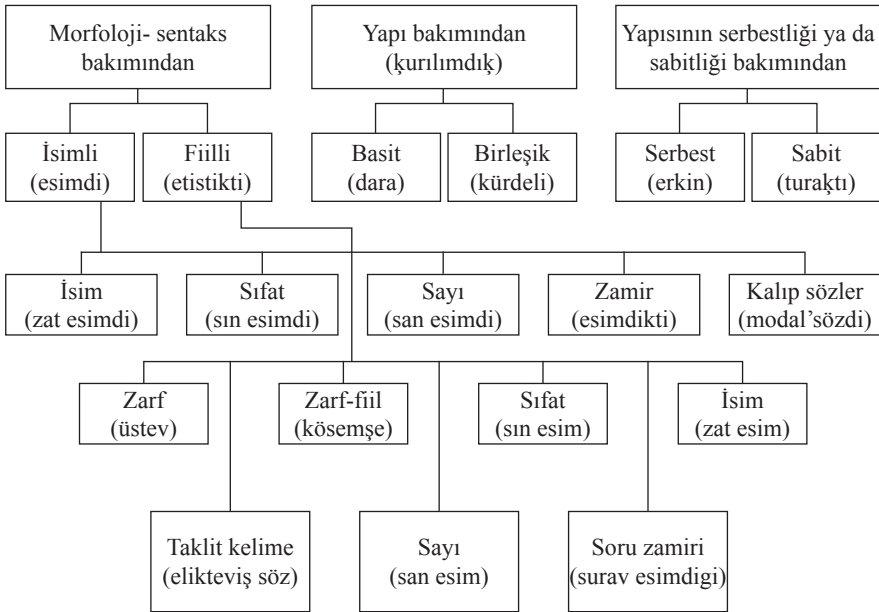 Morfoloji- sentaks
bakımından
Yapı bakımından
(ķurılımdıķ)
Yapısının serbestliği ya da
sabitliği bakımından
İsimli
(esimdi)
Fiilli
(etistikti)
Basit
(dara)
Birleşik
(kürdeli)
Serbest
(erkin)
Sabit
(turaķtı)
İsim
(zat esimdi)
Sıfat
(sın esimdi)
Sayı
(san esimdi)
Zamir
(esimdikti)
Kalıp sözler
(modal’sözdi)
Zarf
(üstev)
Zarf-fiil
(kösemşe)
Sıfat
(sın esim)
İsim
(zat esim)
Taklit kelime
(elikteviş söz)
Sayı
(san esim)
Soru zamiri
(surav esimdigi)